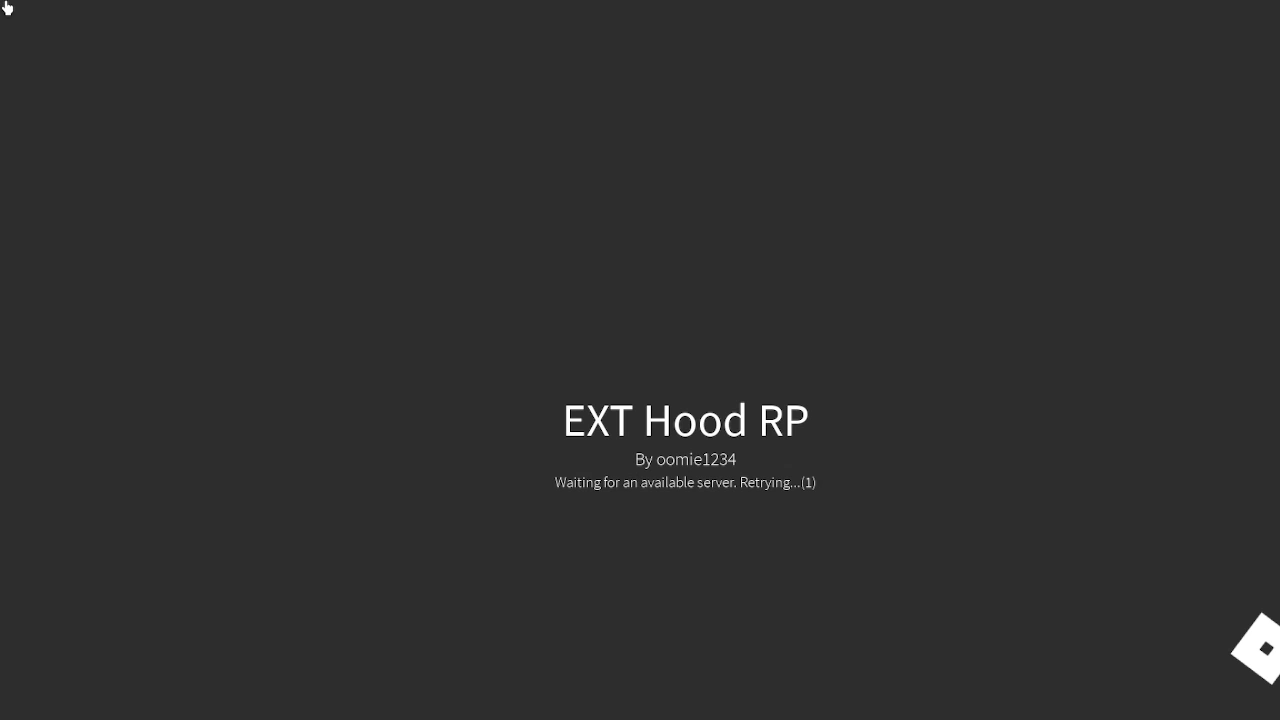 EXT Hood RP
By oomie1234
Waiting for an available server. Retrying...(1)